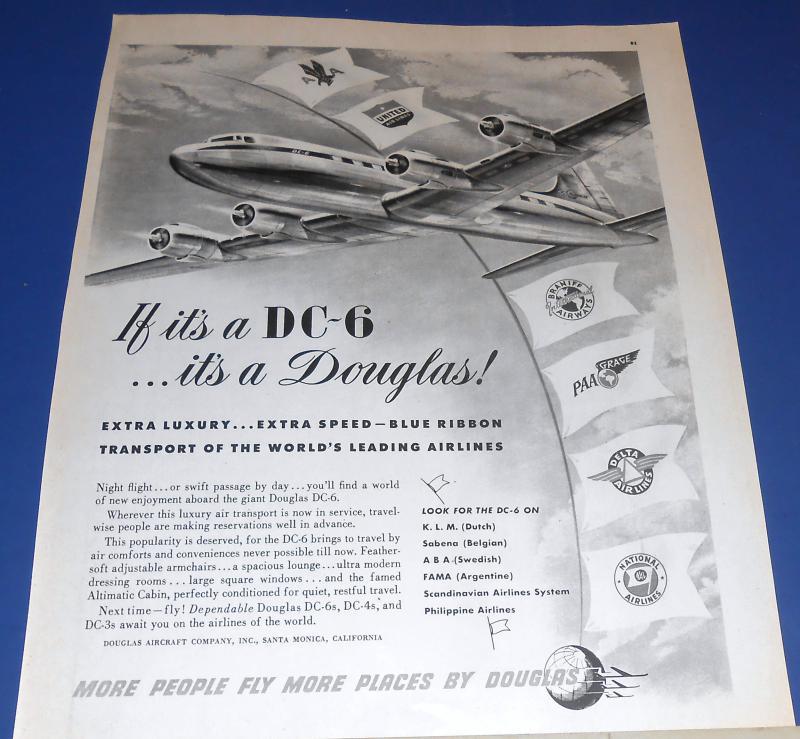 81
A A
UNITED
AIR LINES
DC-6
If it's a DC-6
...it's a Douglas!
EXTRA LUXURY...EXTRA SPEED—BLUE RIBBON
TRANSPORT OF THE WORLD'S LEADING AIRLINES
BRANIFF
International
AIRWAYS
PAA GRACE
DELTA
AIR LINES
NATIONAL
AIRLINES
Night flight...or swift passage by day...you'll find a world
of new enjoyment aboard the giant Douglas DC-6.
Wherever this luxury air transport is now in service, travel-
wise people are making reservations well in advance.
This popularity is deserved, for the DC-6 brings to travel by
air comforts and conveniences never possible till now. Feather-
soft adjustable armchairs...a spacious lounge...ultra modern
dressing rooms...large square windows...and the famed
Altimatic Cabin, perfectly conditioned for quiet, restful travel.
Next time—fly! Dependable Douglas DC-6s, DC-4s, and
DC-3s await you on the airlines of the world.
DOUGLAS AIRCRAFT COMPANY, INC., SANTA MONICA, CALIFORNIA
LOOK FOR THE DC-6 ON
K. L. M. (Dutch)
Sabena (Belgian)
A B A (Swedish)
FAMA (Argentine)
Scandinavian Airlines System
Philippine Airlines
MORE PEOPLE FLY MORE PLACES BY DOUGLAS